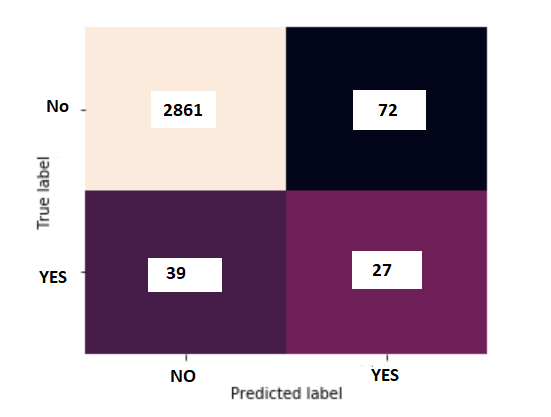 No
2861
72
True label
YES
39
27
NO
YES
Predicted label